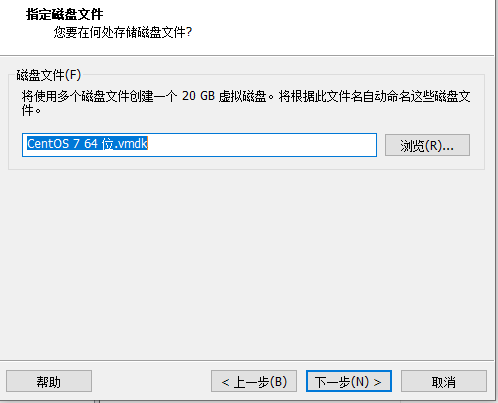 指定磁盘文件
您要在何处存储磁盘文件?
磁盘文件(F)
将使用多个磁盘文件创建一个 20 GB 虚拟磁盘。将根据此文件名自动命名这些磁盘文
件。
CentOS 7 64 位.vmdk
浏览(R)...
帮助
< 上一步(B)
下一步(N) >
取消